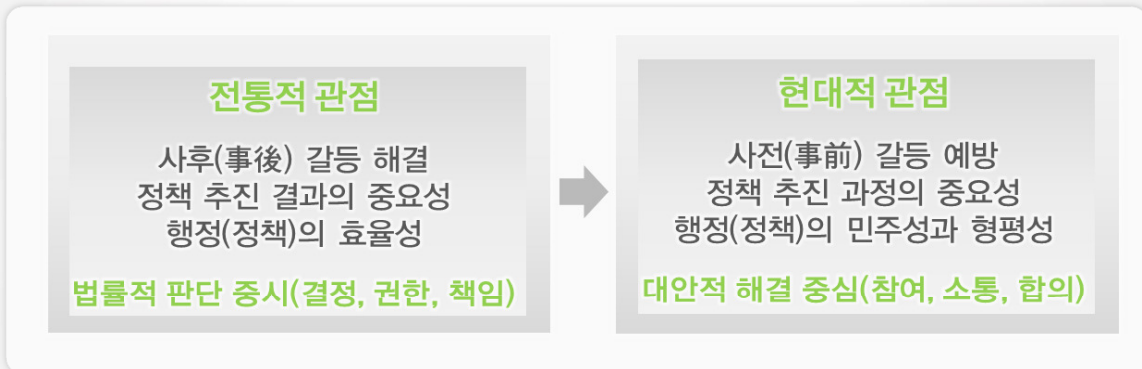 전통적 관점
사후(事後) 갈등 해결
정책 추진 결과의 중요성
행정(정책)의 효율성
법률적 판단 중시(결정, 권한, 책임)
현대적 관점
사전(事前) 갈등 예방
정책 추진 과정의 중요성
행정(정책)의 민주성과 형평성
대안적 해결 중심(참여, 소통, 합의)